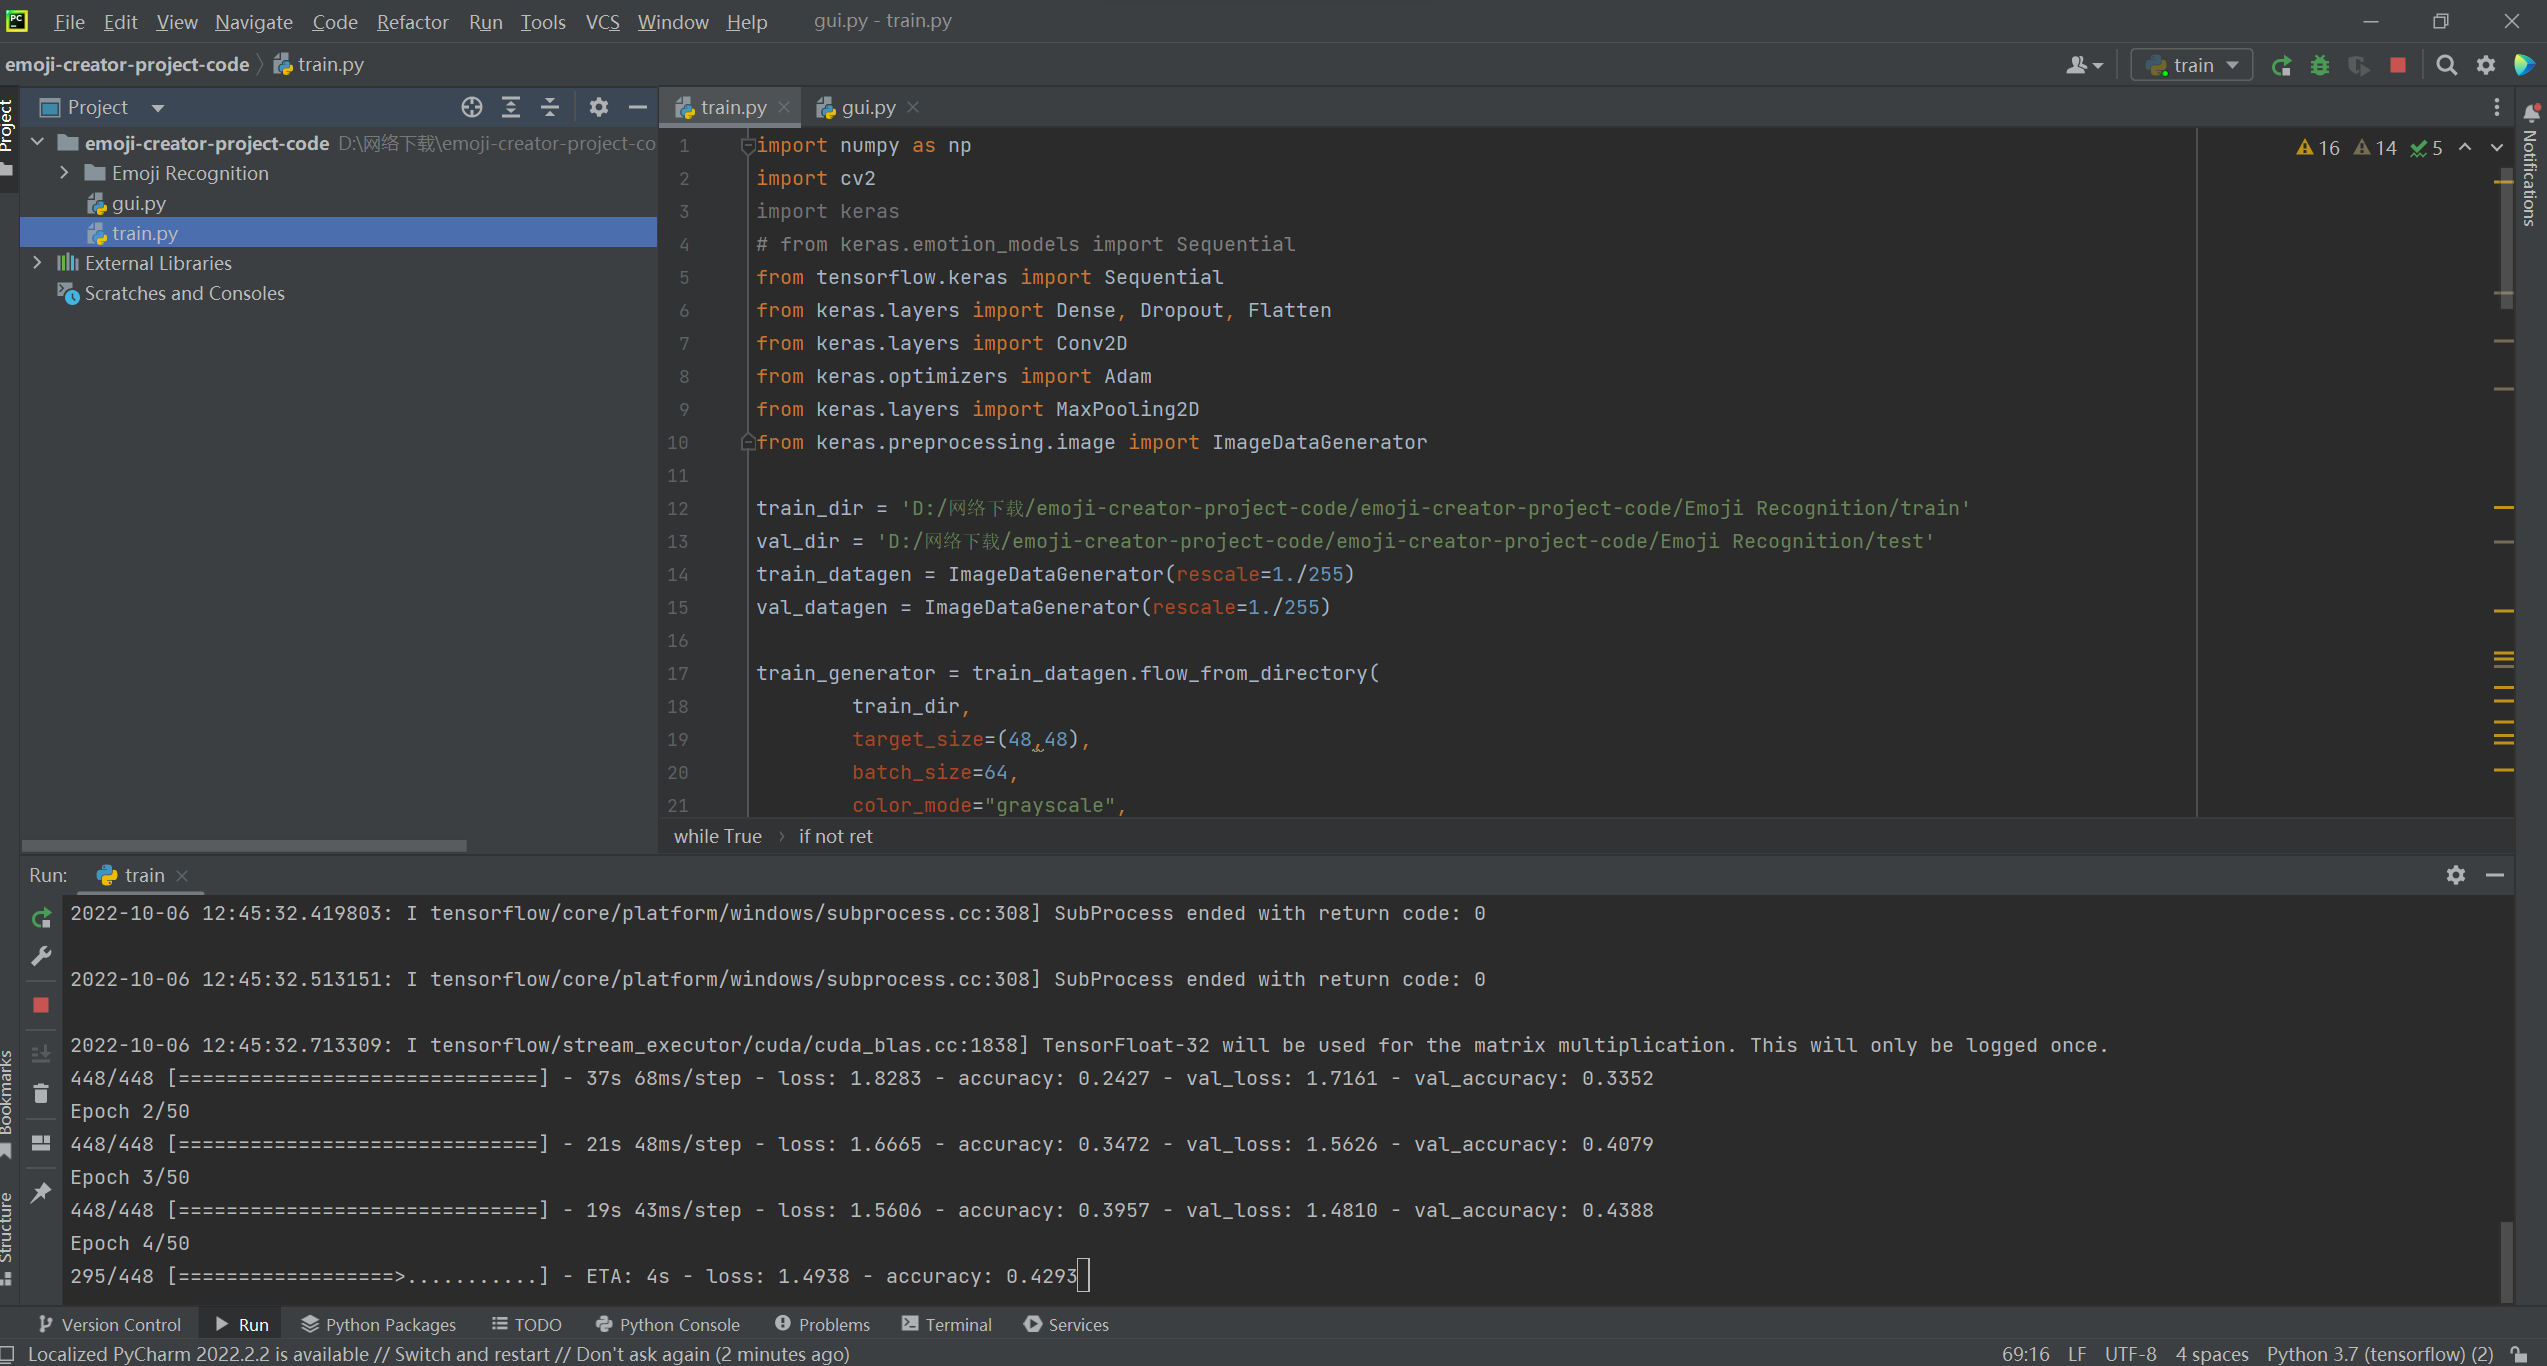 File Edit View Navigate Code Refactor Run Tools VCS Window Help gui.py - train.py
emoji-creator-project-code train.py
train
Project
Project
emoji-creator-project-code D:\网络下载\emoji-creator-project-co
Emoji Recognition
gui.py
train.py
External Libraries
Scratches and Consoles
train.py gui.py
16 14 5
Notifications
1 import numpy as np
2 import cv2
3 import keras
4 # from keras.emotion_models import Sequential
5 from tensorflow.keras import Sequential
6 from keras.layers import Dense, Dropout, Flatten
7 from keras.layers import Conv2D
8 from keras.optimizers import Adam
9 from keras.layers import MaxPooling2D
10 from keras.preprocessing.image import ImageDataGenerator
11
12 train_dir = 'D:/网络下载/emoji-creator-project-code/emoji-creator-project-code/Emoji Recognition/train'
13 val_dir = 'D:/网络下载/emoji-creator-project-code/emoji-creator-project-code/Emoji Recognition/test'
14 train_datagen = ImageDataGenerator(rescale=1./255)
15 val_datagen = ImageDataGenerator(rescale=1./255)
16
17 train_generator = train_datagen.flow_from_directory(
18 train_dir,
19 target_size=(48,48),
20 batch_size=64,
21 color_mode="grayscale",
while True › if not ret
Run: train
2022-10-06 12:45:32.419803: I tensorflow/core/platform/windows/subprocess.cc:308] SubProcess ended with return code: 0
2022-10-06 12:45:32.513151: I tensorflow/core/platform/windows/subprocess.cc:308] SubProcess ended with return code: 0
2022-10-06 12:45:32.713309: I tensorflow/stream_executor/cuda/cuda_blas.cc:1838] TensorFloat-32 will be used for the matrix multiplication. This will only be logged once.
448/448 [==============================] - 37s 68ms/step - loss: 1.8283 - accuracy: 0.2427 - val_loss: 1.7161 - val_accuracy: 0.3352
Epoch 2/50
448/448 [==============================] - 21s 48ms/step - loss: 1.6665 - accuracy: 0.3472 - val_loss: 1.5626 - val_accuracy: 0.4079
Epoch 3/50
448/448 [==============================] - 19s 43ms/step - loss: 1.5606 - accuracy: 0.3957 - val_loss: 1.4810 - val_accuracy: 0.4388
Epoch 4/50
295/448 [==================>...........] - ETA: 4s - loss: 1.4938 - accuracy: 0.4293
Bookmarks
Structure
Version Control Run Python Packages TODO Python Console Problems Terminal Services
Localized PyCharm 2022.2.2 is available // Switch and restart // Don't ask again (2 minutes ago) 69:16 LF UTF-8 4 spaces Python 3.7 (tensorflow) (2)